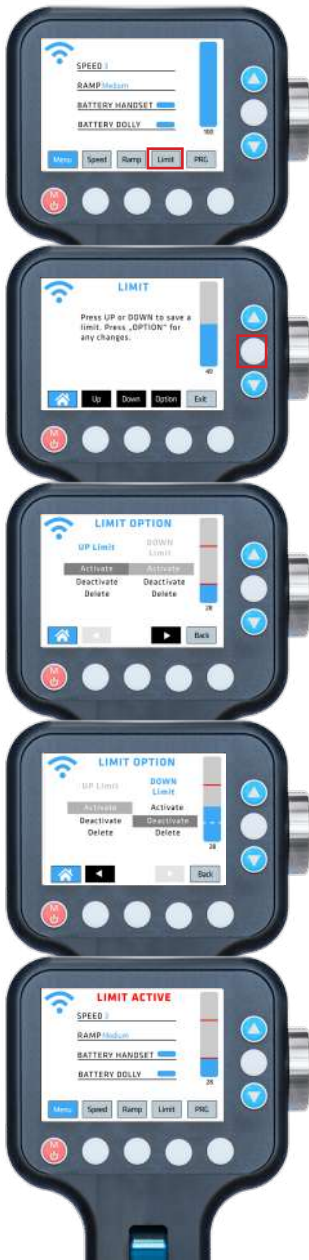 SPEED 3
RAMP Medium
BATTERY HANDSET
BATTERY DOLLY
100
Menu Speed Ramp Limit PRG.
M
LIMIT
Press UP or DOWN to save a
limit. Press „OPTION" for
any changes.
40
Up Down Option Exit
M
LIMIT OPTION
UP Limit DOWN
Limit
Activate Activate
Deactivate Deactivate
Delete Delete
28
Back
M
LIMIT OPTION
UP Limit DOWN
Limit
Activate Activate
Deactivate Deactivate
Delete Delete
28
Back
M
LIMIT ACTIVE
SPEED 3
RAMP Medium
BATTERY HANDSET
BATTERY DOLLY
28
Menu Speed Ramp Limit PRG.
M